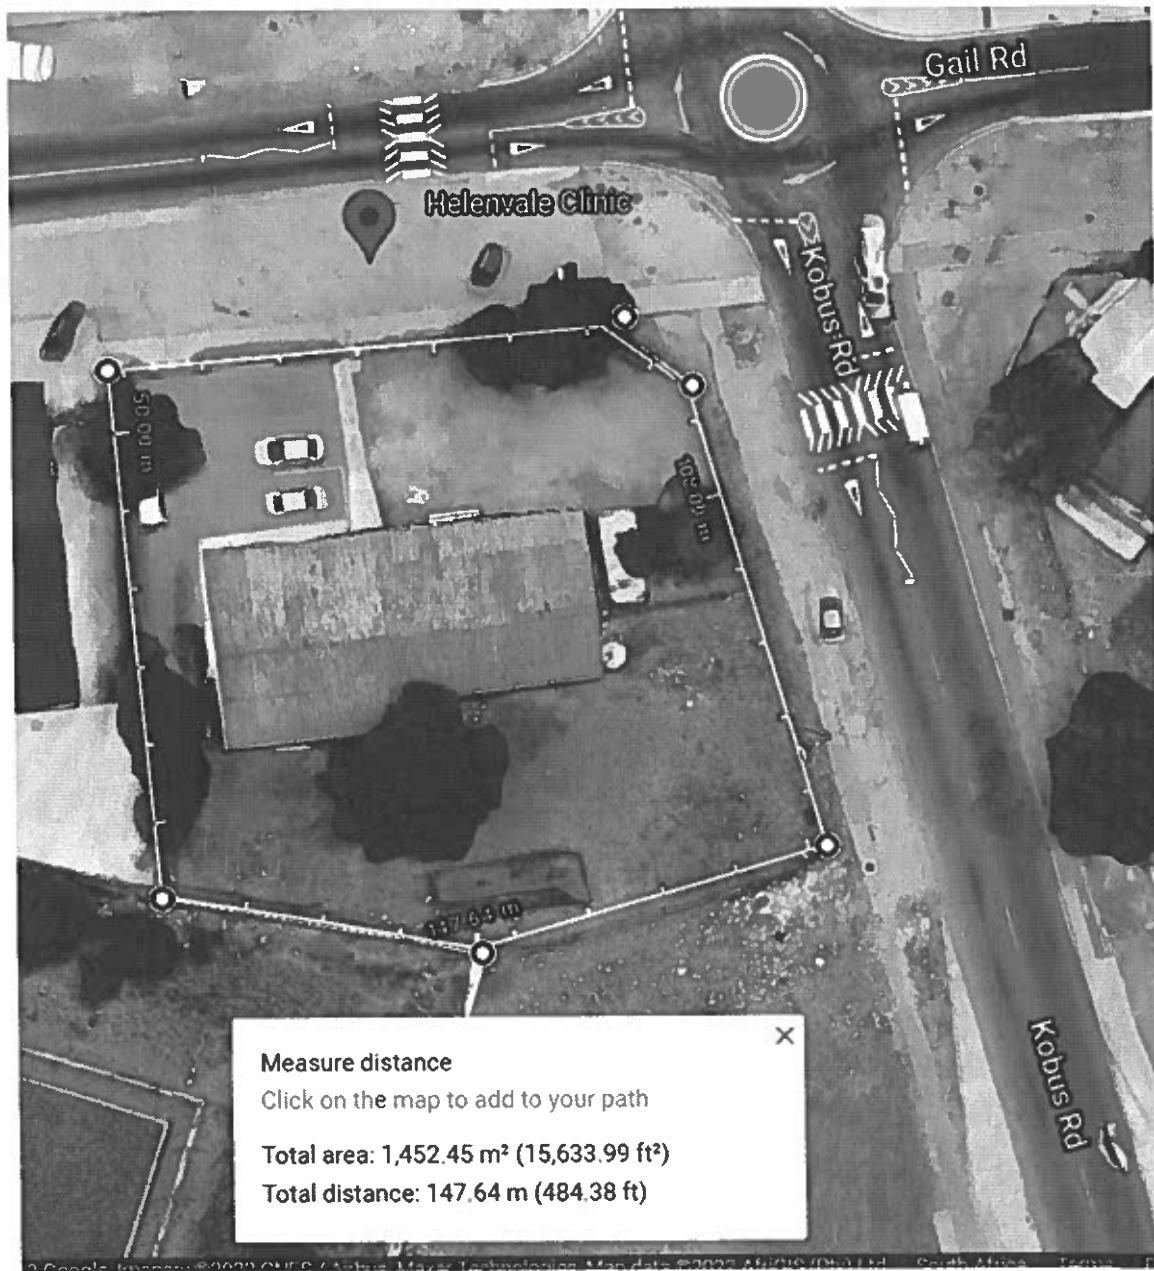 Gail Rd
Helenvale Clinic
Kobus Rd
50.00 m
100.00 m
147.64 m
Kobus Rd
Measure distance
Click on the map to add to your path
Total area: 1,452.45 m² (15,633.99 ft²)
Total distance: 147.64 m (484.38 ft)